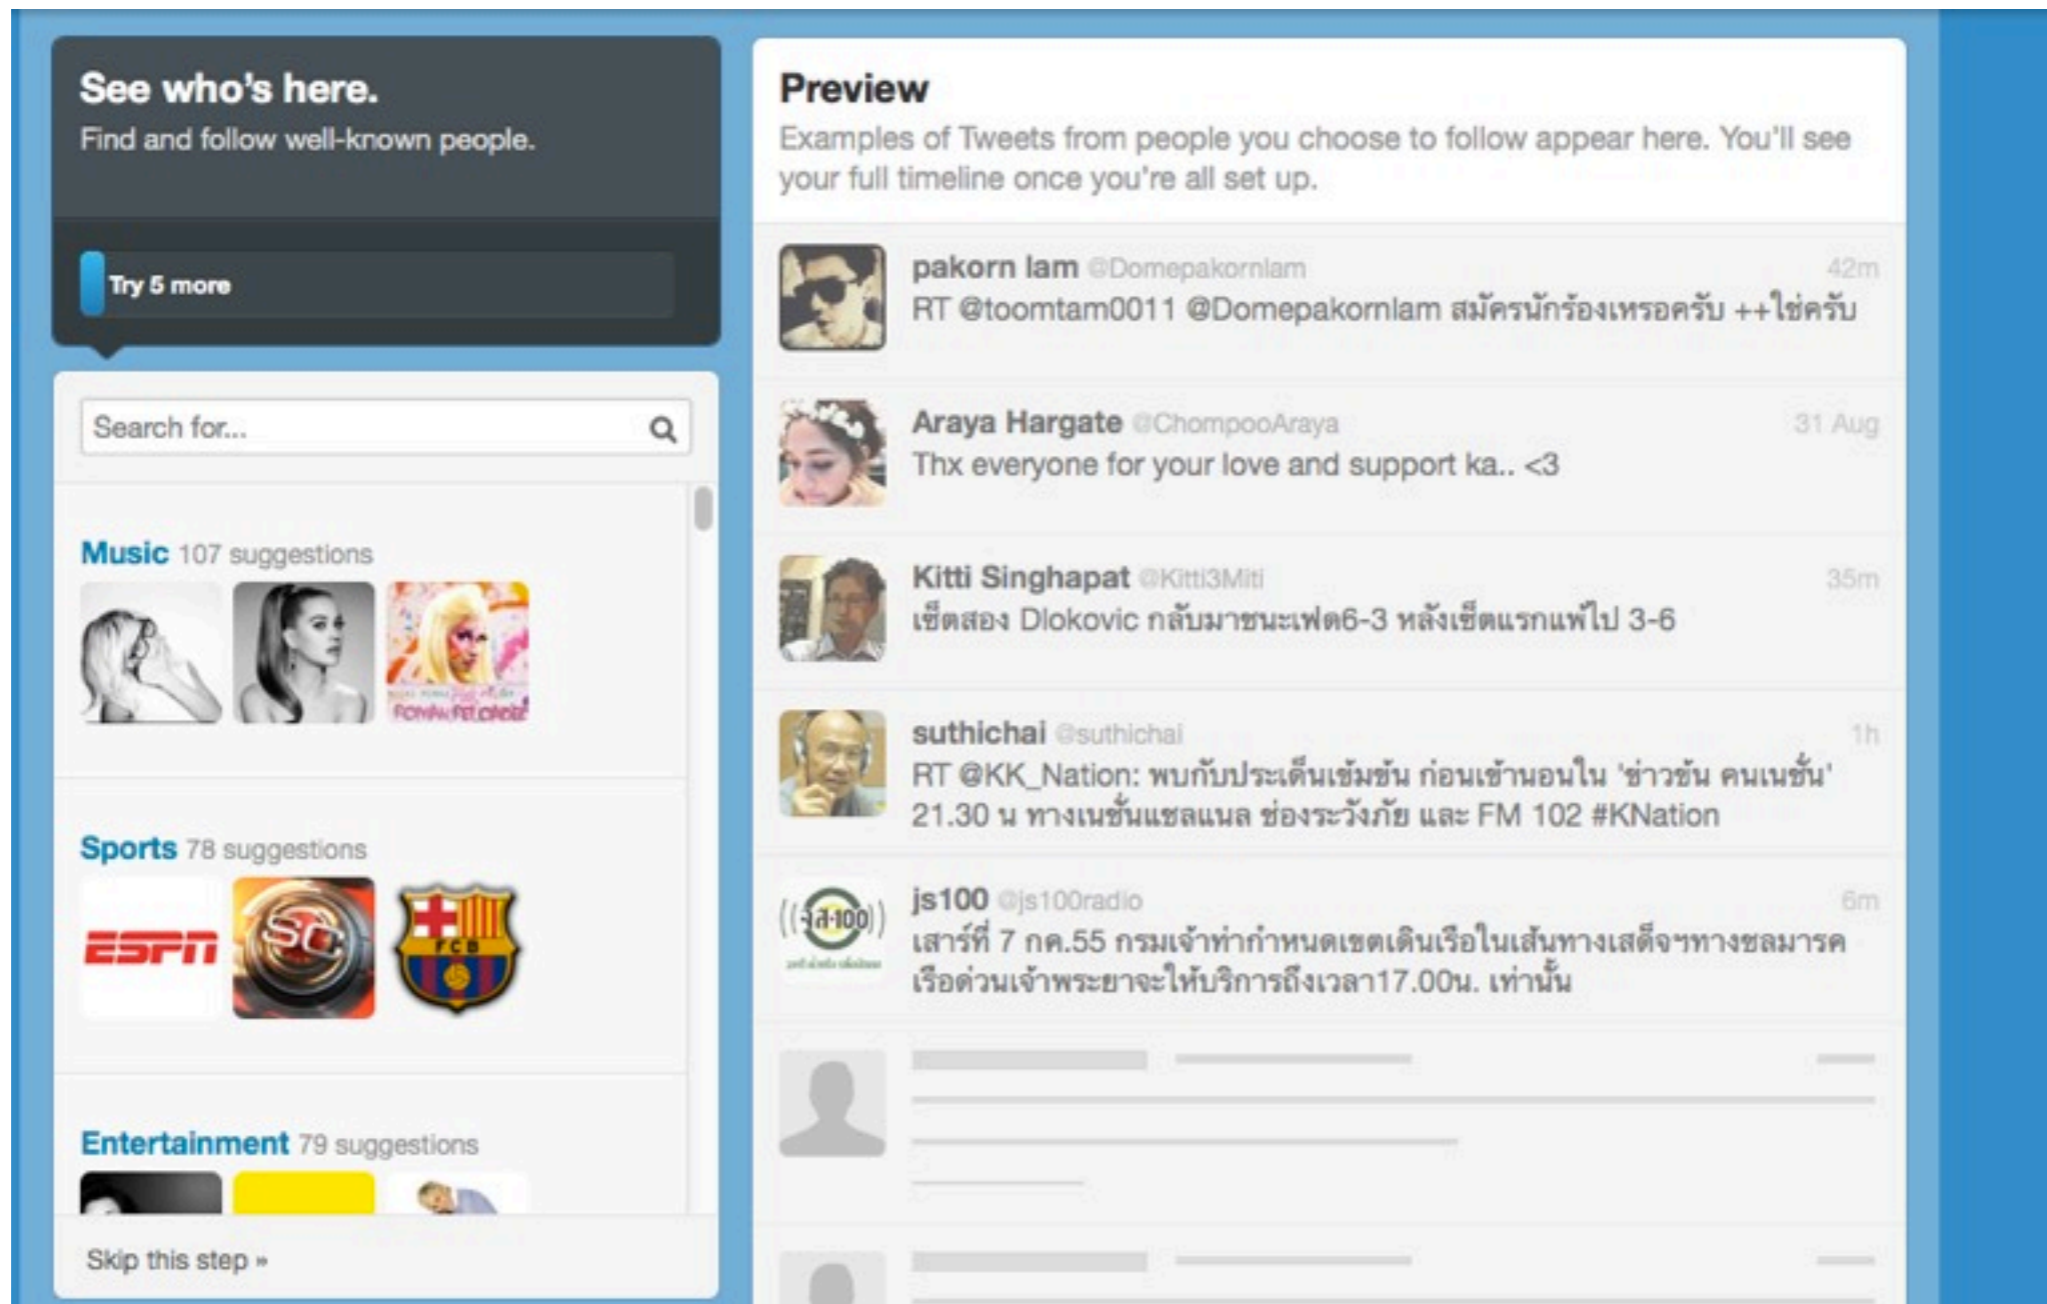 See who's here.
Find and follow well-known people.
Try 5 more
Search for...
Music 107 suggestions
Sports 78 suggestions
ESPN
SC
FCB
Entertainment 79 suggestions
Skip this step »
Preview
Examples of Tweets from people you choose to follow appear here. You'll see
your full timeline once you're all set up.
pakorn lam @Domepakornlam 42m
RT @toomtam0011 @Domepakornlam สมัครนักร้องเหรอครับ ++ใช่ครับ
Araya Hargate @ChompooAraya 31 Aug
Thx everyone for your love and support ka.. <3
Kitti Singhapat @Kitti3Miti 35m
เซ็ตสอง Dlokovic กลับมาชนะเฟด6-3 หลังเซ็ตแรกแพ้ไป 3-6
suthichai @suthichai 1h
RT @KK_Nation: พบกับประเด็นเข้มข้น ก่อนเข้านอนใน 'ข่าวข้น คนเนชั่น'
21.30 น ทางเนชั่นแชลแนล ช่องระวังภัย และ FM 102 #KNation
จส·100
js100 @js100radio 6m
เสาร์ที่ 7 กค.55 กรมเจ้าท่ากำหนดเขตเดินเรือในเส้นทางเสด็จฯทางชลมารค
เรือด่วนเจ้าพระยาจะให้บริการถึงเวลา17.00น. เท่านั้น